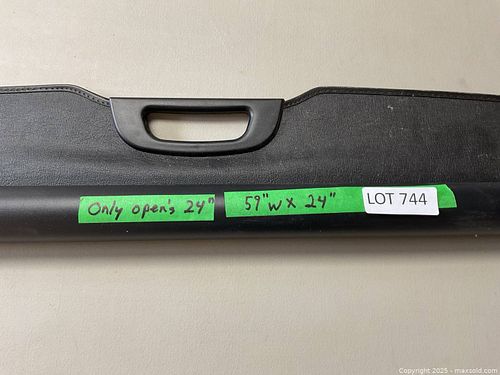 Only open's 24"
59"w x 24"
LOT 744
Copyright 2025 - maxsold.com